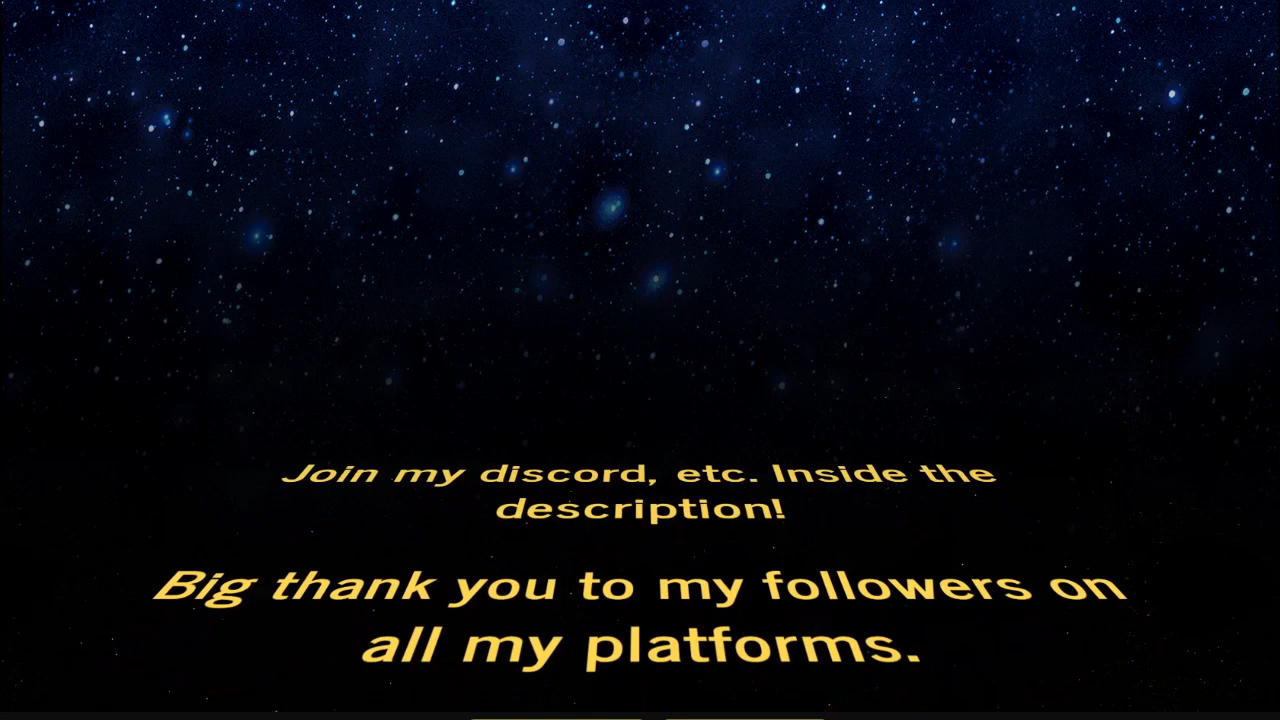 Join my discord, etc. Inside the
description!
Big thank you to my followers on
all my platforms.